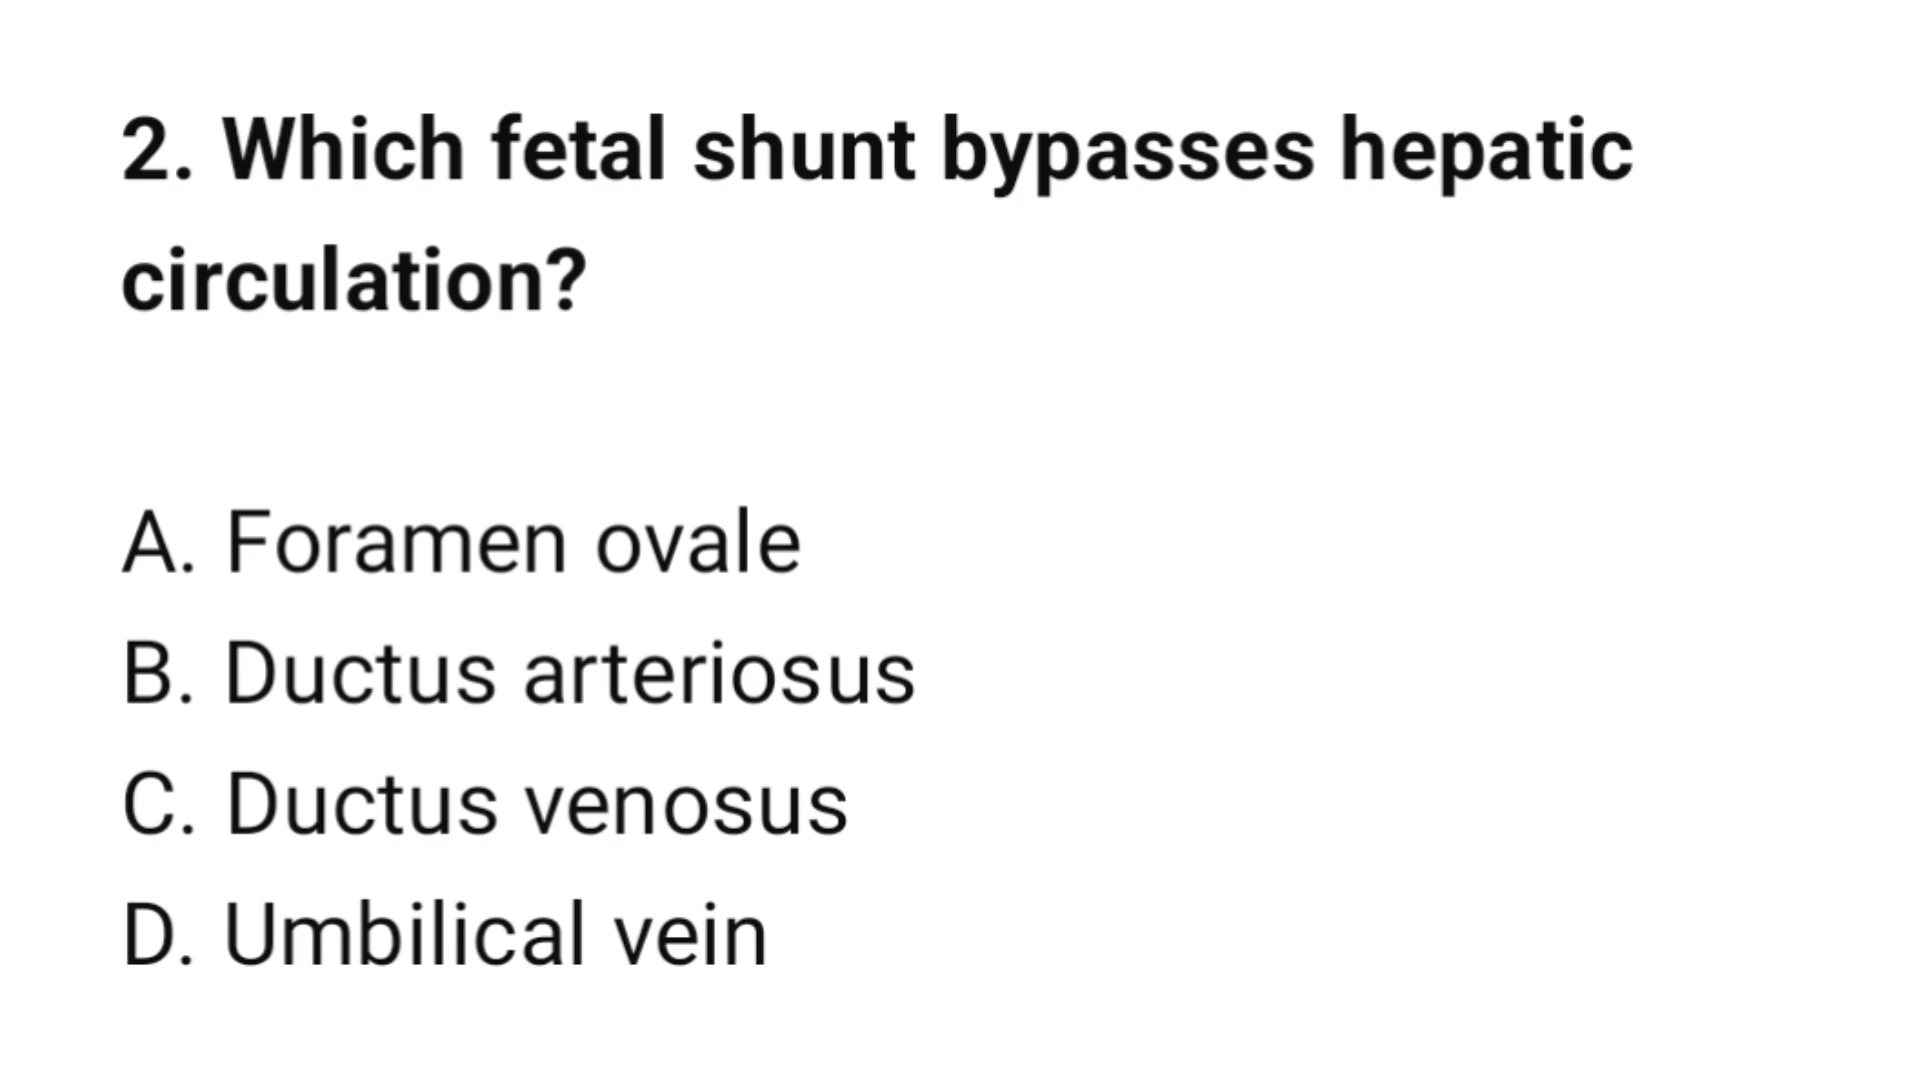 2. Which fetal shunt bypasses hepatic
circulation?
A. Foramen ovale
B. Ductus arteriosus
C. Ductus venosus
D. Umbilical vein